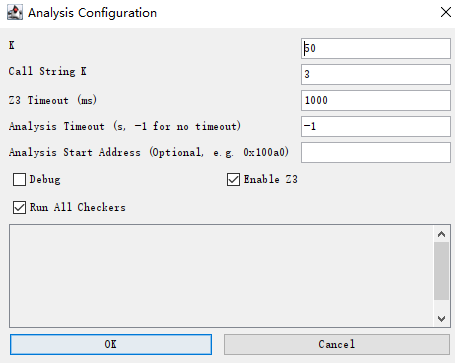 Analysis Configuration
K
50
Call String K
3
Z3 Timeout (ms)
1000
Analysis Timeout (s, -1 for no timeout)
-1
Analysis Start Address (Optional, e.g. 0x100a0)
Debug
Enable Z3
Run All Checkers
OK
Cancel